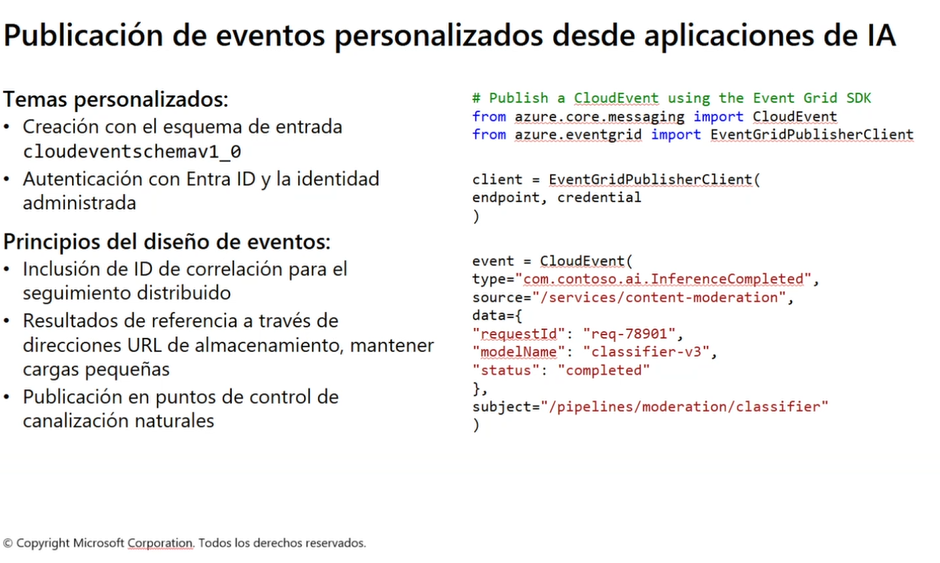 Publicación de eventos personalizados desde aplicaciones de IA
Temas personalizados:
• Creación con el esquema de entrada
cloudeventschemav1_0
• Autenticación con Entra ID y la identidad
administrada
Principios del diseño de eventos:
• Inclusión de ID de correlación para el
seguimiento distribuido
• Resultados de referencia a través de
direcciones URL de almacenamiento, mantener
cargas pequeñas
• Publicación en puntos de control de
canalización naturales
# Publish a CloudEvent using the Event Grid SDK
from azure.core.messaging import CloudEvent
from azure.eventgrid import EventGridPublisherClient
client = EventGridPublisherClient(
endpoint, credential
)
event = CloudEvent(
type="com.contoso.ai.InferenceCompleted",
source="/services/content-moderation",
data={
"requestId": "req-78901",
"modelName": "classifier-v3",
"status": "completed"
},
subject="/pipelines/moderation/classifier"
)
© Copyright Microsoft Corporation. Todos los derechos reservados.